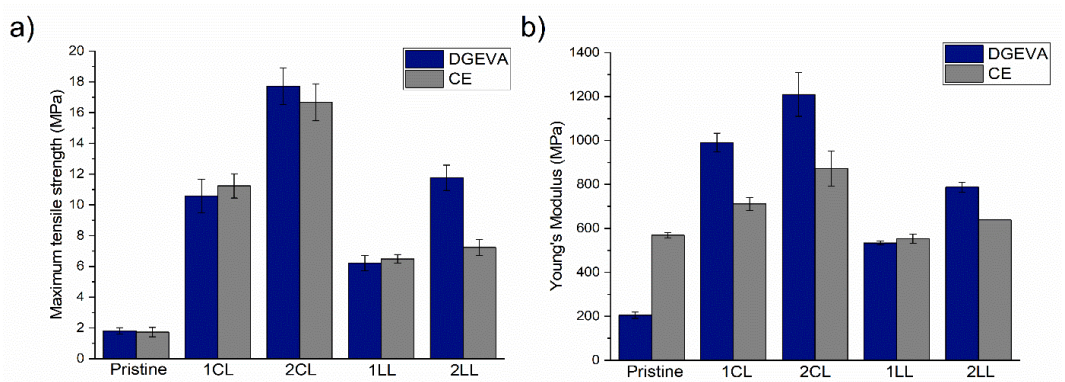 a)
Maximum tensile strength (MPa)
20
18
16
14
12
10
8
6
4
2
0
DGEVA
CE
Pristine 1CL 2CL 1LL 2LL
b)
Young's Modulus (MPa)
1400
1200
1000
800
600
400
200
0
DGEVA
CE
Pristine 1CL 2CL 1LL 2LL